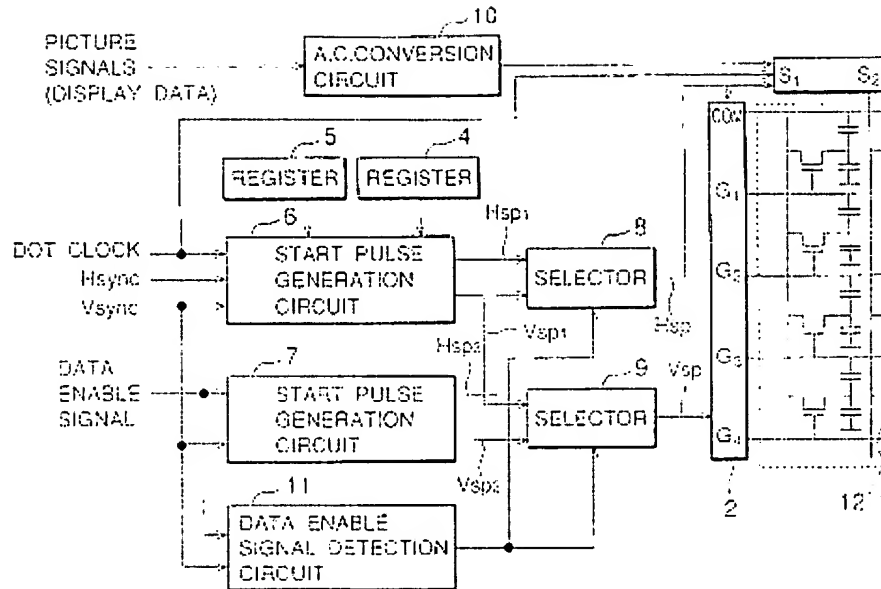 10
PICTURE
SIGNALS
(DISPLAY DATA)
A.C.CONVERSION
CIRCUIT
S1 S2
COM
5 4
REGISTER REGISTER
G1
6
Hsp1
8
DOT CLOCK
Hsync
Vsync
START PULSE
GENERATION
CIRCUIT
SELECTOR
G2
Hsp
Vsp1
Hsp2
DATA
ENABLE
SIGNAL
7
START PULSE
GENERATION
CIRCUIT
9
SELECTOR
Vsp
G3
G4
Vsp2
11
DATA ENABLE
SIGNAL DETECTION
CIRCUIT
2
12